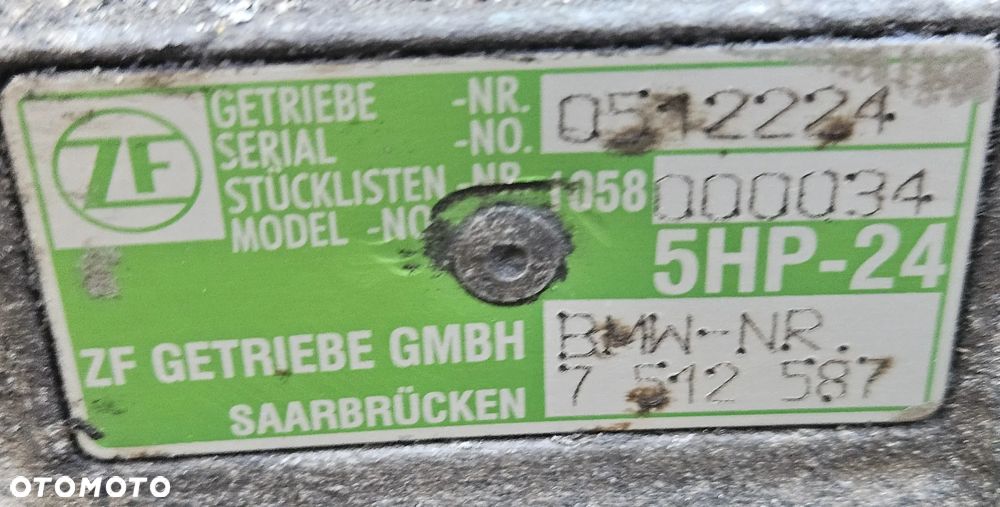 ZF
GETRIEBE -NR. 0512224
SERIAL -NO.
STÜCKLISTEN -NR. 1058 000034
MODEL -NO.
5HP-24
ZF GETRIEBE GMBH
SAARBRÜCKEN
BMW-NR.
7 512 587
OTOMOTO